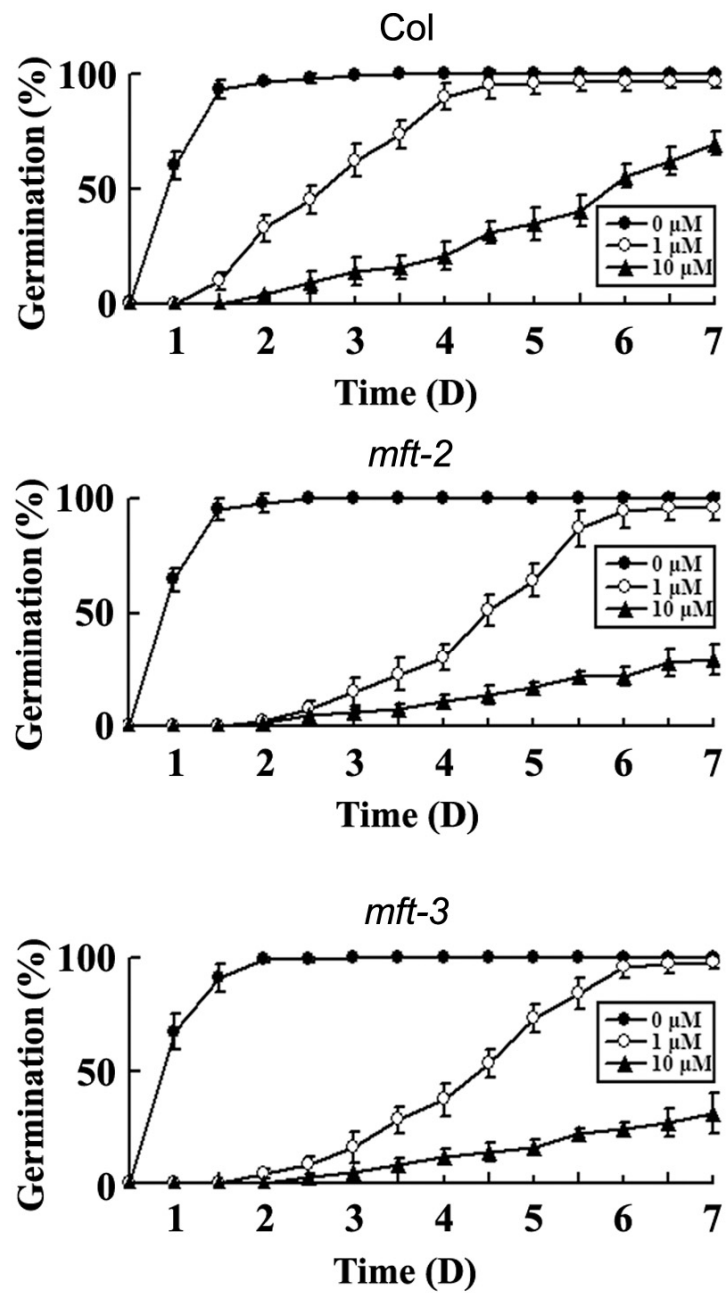 Col
Germination (%)
100
50
0
0 μM
1 μM
10 μM
1 2 3 4 5 6 7
Time (D)
mft-2
Germination (%)
100
50
0
0 μM
1 μM
10 μM
1 2 3 4 5 6 7
Time (D)
mft-3
Germination (%)
100
50
0
0 μM
1 μM
10 μM
1 2 3 4 5 6 7
Time (D)